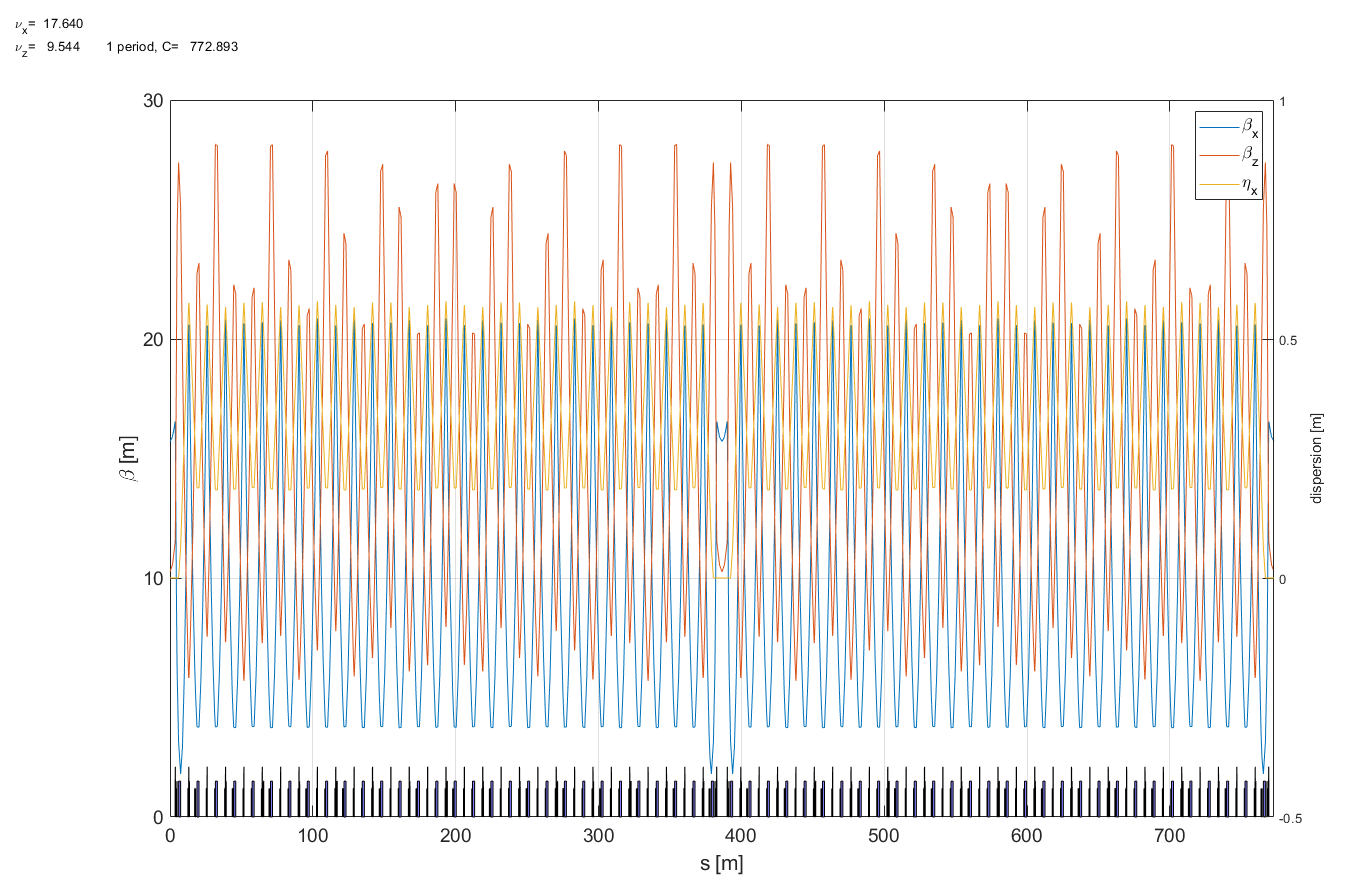 νx= 17.640
νz= 9.544 1 period, C= 772.893
30
20
10
0
β [m]
0 100 200 300 400 500 600 700
s [m]
1
0.5
0
-0.5
dispersion [m]
βx
βz
ηx